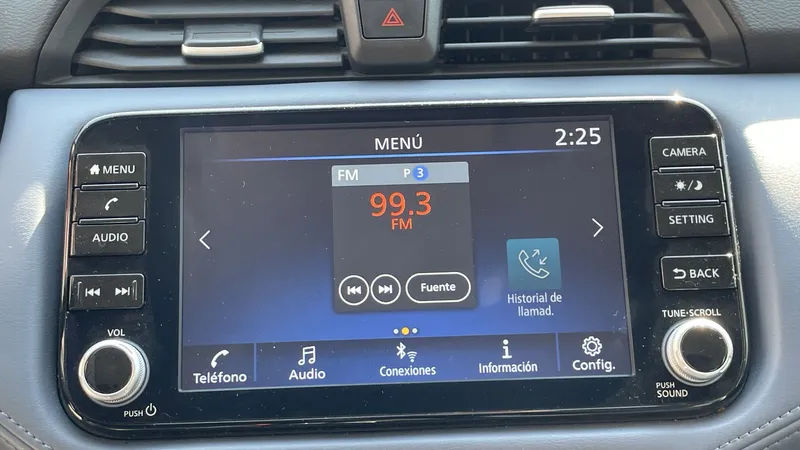 MENU
AUDIO
VOL
PUSH
MENÚ
2:25
FM P 3
99.3
FM
Fuente
Historial de
llamad.
Teléfono
Audio
Conexiones
Información
Config.
CAMERA
SETTING
BACK
TUNE·SCROLL
PUSH
SOUND